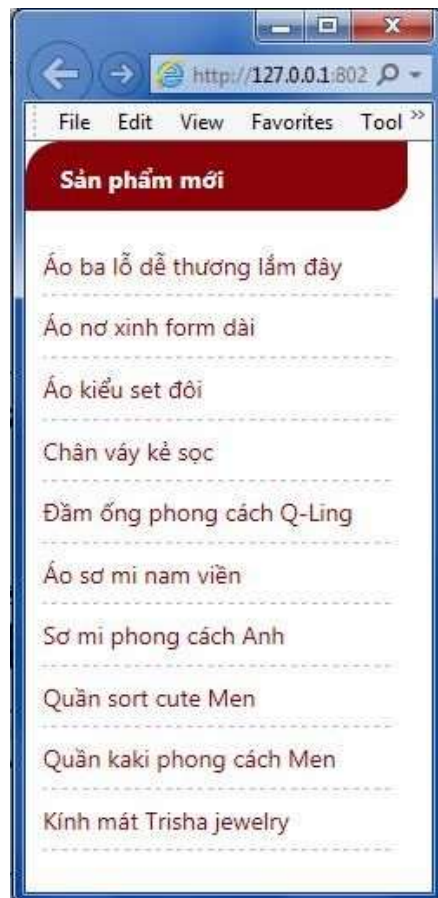 http://127.0.0.1:802
File Edit View Favorites Tool
Sản phẩm mới
Áo ba lỗ dễ thương lắm đây
Áo nơ xinh form dài
Áo kiểu set đôi
Chân váy kẻ sọc
Đầm ống phong cách Q-Ling
Áo sơ mi nam viền
Sơ mi phong cách Anh
Quần sort cute Men
Quần kaki phong cách Men
Kính mát Trisha jewelry